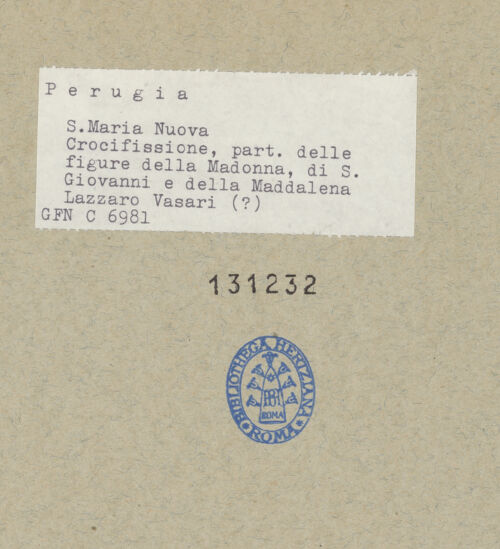 Perugia
S.Maria Nuova
Crocifissione, part. delle
figure della Madonna, di S.
Giovanni e della Maddalena
Lazzaro Vasari (?)
GFN C 6981
131232
BIBLIOTHECA HERTZIANA
BH
ROMA
ROMA